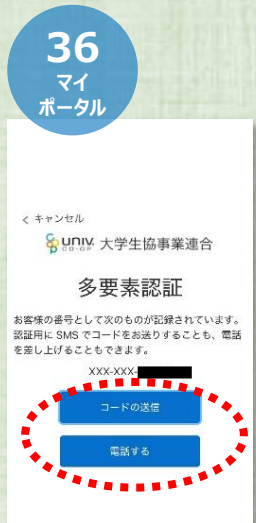 36
マイ
ポータル
< キャンセル
univ. CO-OP 大学生協事業連合
多要素認証
お客様の番号として次のものが記録されています。
認証用に SMS でコードをお送りすることも、電話
を差し上げることもできます。
XXX-XXX-
コードの送信
電話する